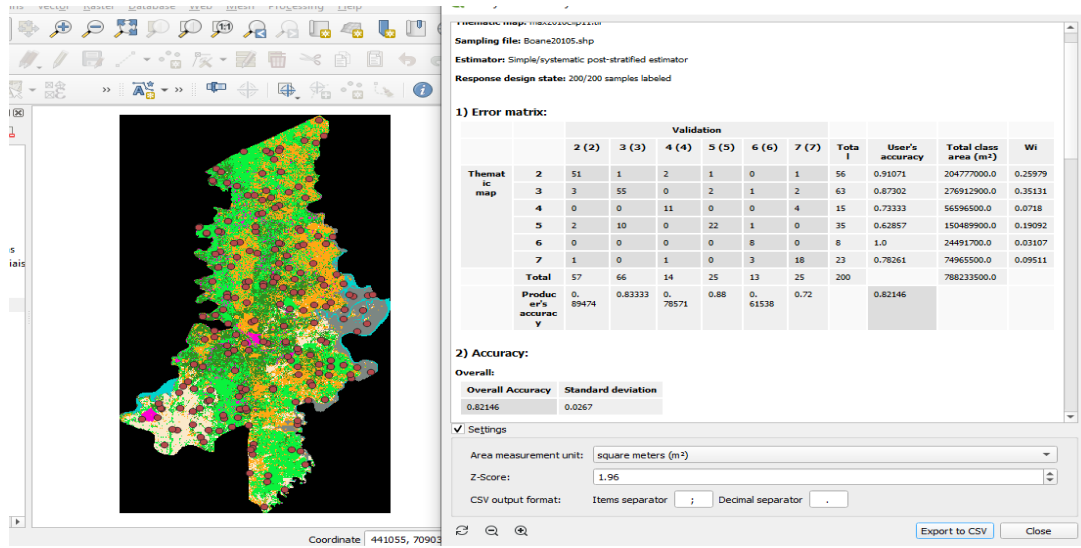 Vector Raster Database Web Mesh Processing Help
1:1
iais
Coordinate 441055, 70903
Sampling file: Boane20105.shp
Estimator: Simple/systematic post-stratified estimator
Response design state: 200/200 samples labeled
1) Error matrix:
Validation
2 (2) 3 (3) 4 (4) 5 (5) 6 (6) 7 (7) Tota
l User's
accuracy Total class
area (m²) Wi
Themat
ic
map
2 51 1 2 1 0 1 56 0.91071 204777000.0 0.25979
3 3 55 0 2 1 2 63 0.87302 276912900.0 0.35131
4 0 0 11 0 0 4 15 0.73333 56596500.0 0.0718
5 2 10 0 22 1 0 35 0.62857 150489900.0 0.19092
6 0 0 0 0 8 0 8 1.0 24491700.0 0.03107
7 1 0 1 0 3 18 23 0.78261 74965500.0 0.09511
Total 57 66 14 25 13 25 200 788233500.0
Produc
er's
accurac
y
0.
89474 0.83333 0.
78571 0.88 0.
61538 0.72 0.82146
2) Accuracy:
Overall:
Overall Accuracy Standard deviation
0.82146 0.0267
Settings
Area measurement unit: square meters (m²)
Z-Score: 1.96
CSV output format: Items separator ; Decimal separator .
Export to CSV Close